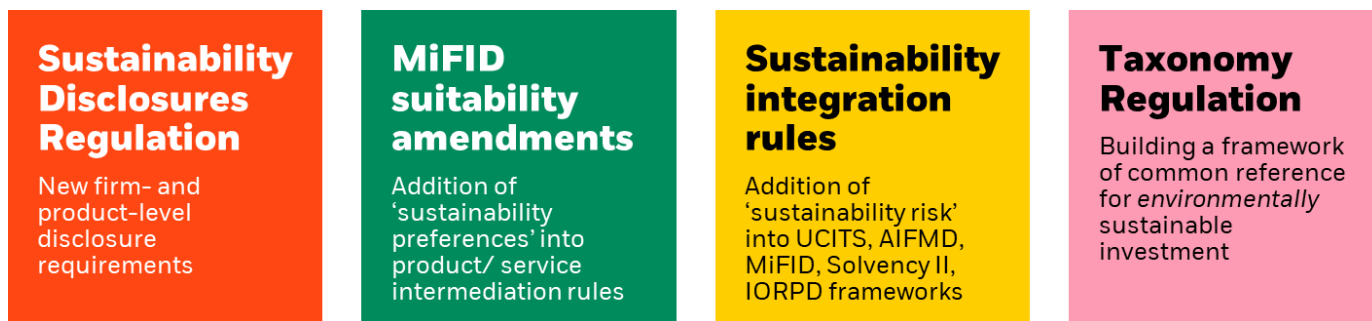 Sustainability
Disclosures
Regulation
New firm- and
product-level
disclosure
requirements
MiFID
suitability
amendments
Addition of
‘sustainability
preferences’ into
product/ service
intermediation rules
Sustainability
integration
rules
Addition of
‘sustainability risk’
into UCITS, AIFMD,
MiFID, Solvency II,
IORPD frameworks
Taxonomy
Regulation
Building a framework
of common reference
for environmentally
sustainable
investment